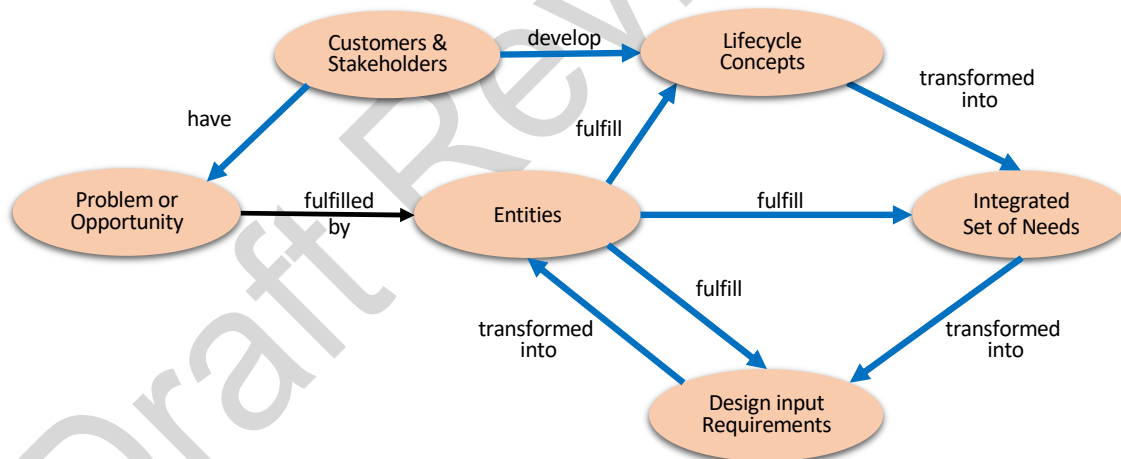 Customers &
Stakeholders
develop
Lifecycle
Concepts
transformed
into
have
fulfill
Problem or
Opportunity
fulfilled
by
Entities
fulfill
Integrated
Set of Needs
fulfill
transformed
into
transformed
into
Design input
Requirements
Draft Rev